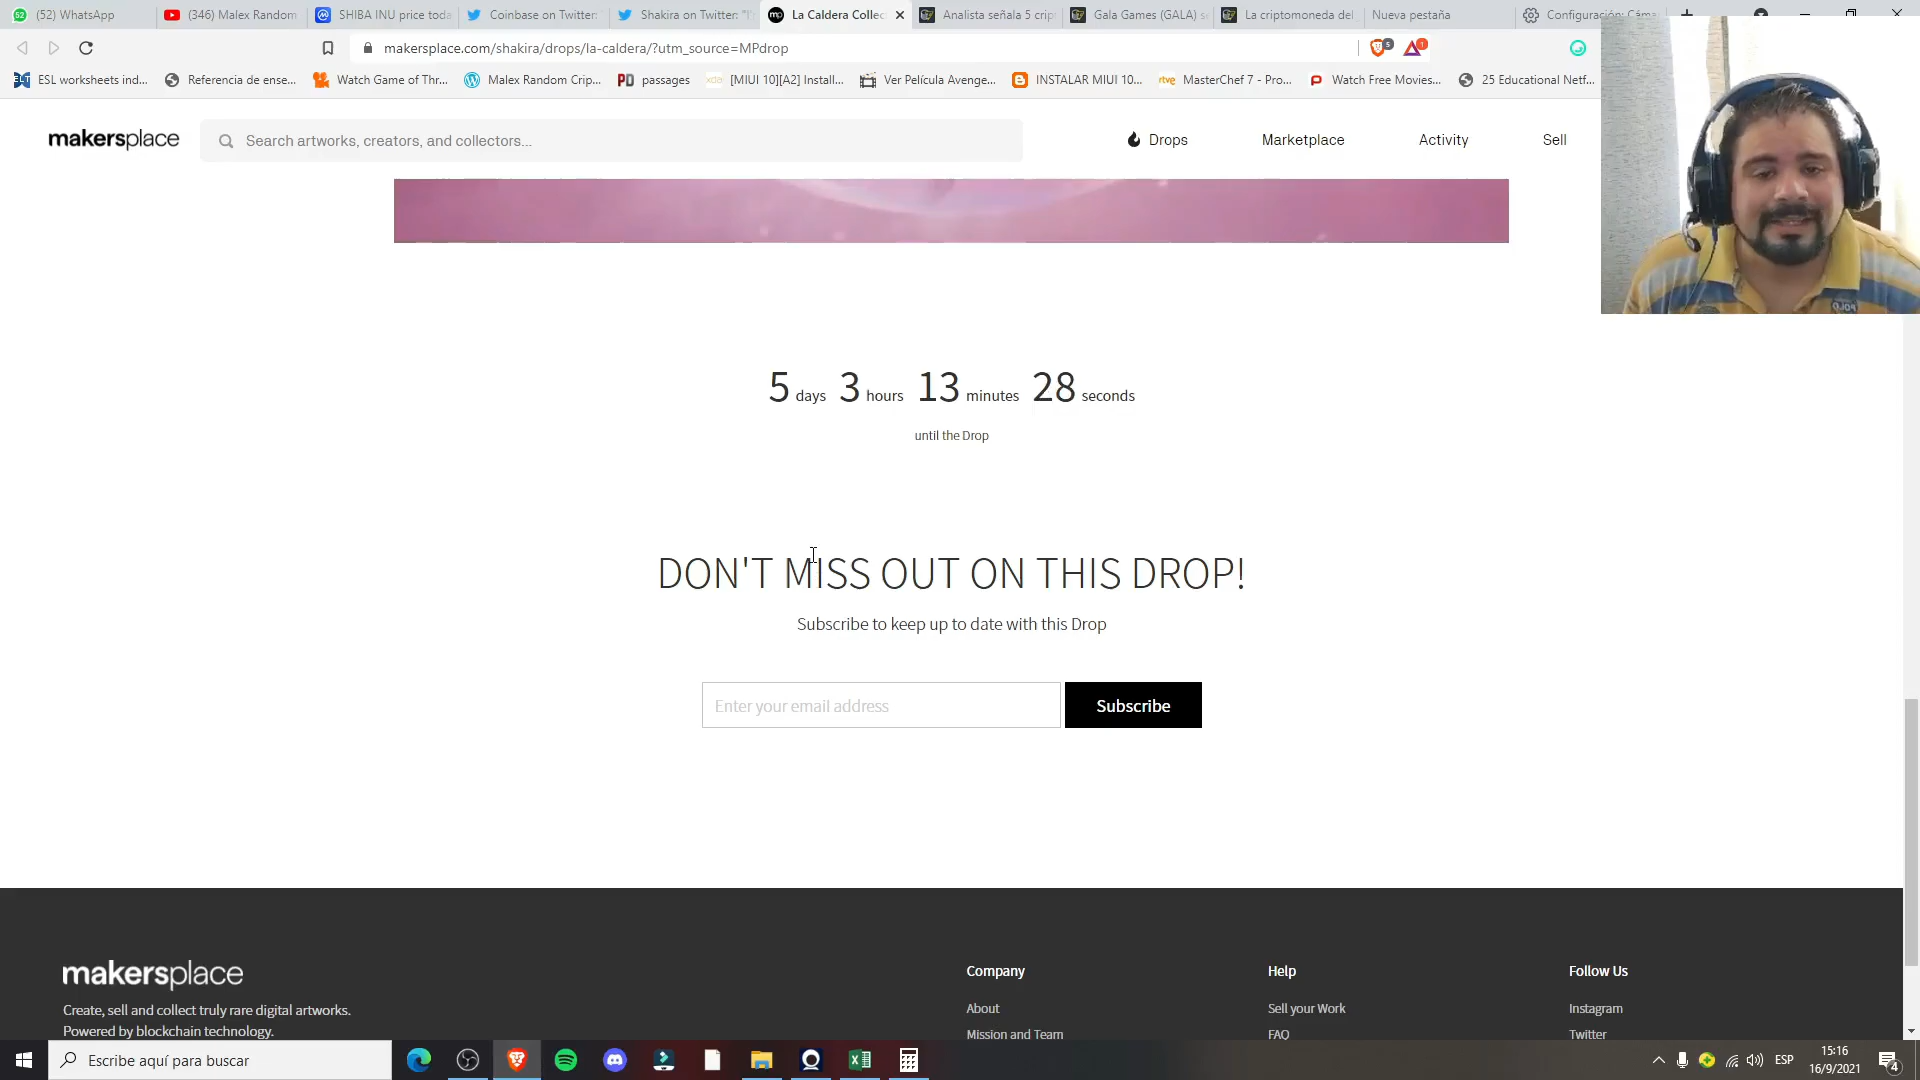 (52) WhatsApp
(346) Malex Random
SHIBA INU price toda
Coinbase on Twitter:
Shakira on Twitter: "
La Caldera Collec
Analista señala 5 crip
Gala Games (GALA) s
La criptomoneda del
Nueva pestaña
Configuración: Cáma
makersplace.com/shakira/drops/la-caldera/?utm_source=MPdrop
5
1
ESL worksheets ind...
Referencia de ense...
Watch Game of Thr...
Malex Random Crip...
PD passages
[MIUI 10][A2] Install...
Ver Película Avenge...
INSTALAR MIUI 10...
rtve MasterChef 7 - Pro...
Watch Free Movies...
25 Educational Netf...
makersplace
Search artworks, creators, and collectors...
Drops
Marketplace
Activity
Sell
5 days 3 hours 13 minutes 28 seconds
until the Drop
DON'T MISS OUT ON THIS DROP!
Subscribe to keep up to date with this Drop
Enter your email address
Subscribe
makersplace
Create, sell and collect truly rare digital artworks.
Powered by blockchain technology.
Company
About
Mission and Team
Help
Sell your Work
FAQ
Follow Us
Instagram
Twitter
Escribe aquí para buscar
ESP
15:16
16/9/2021
4